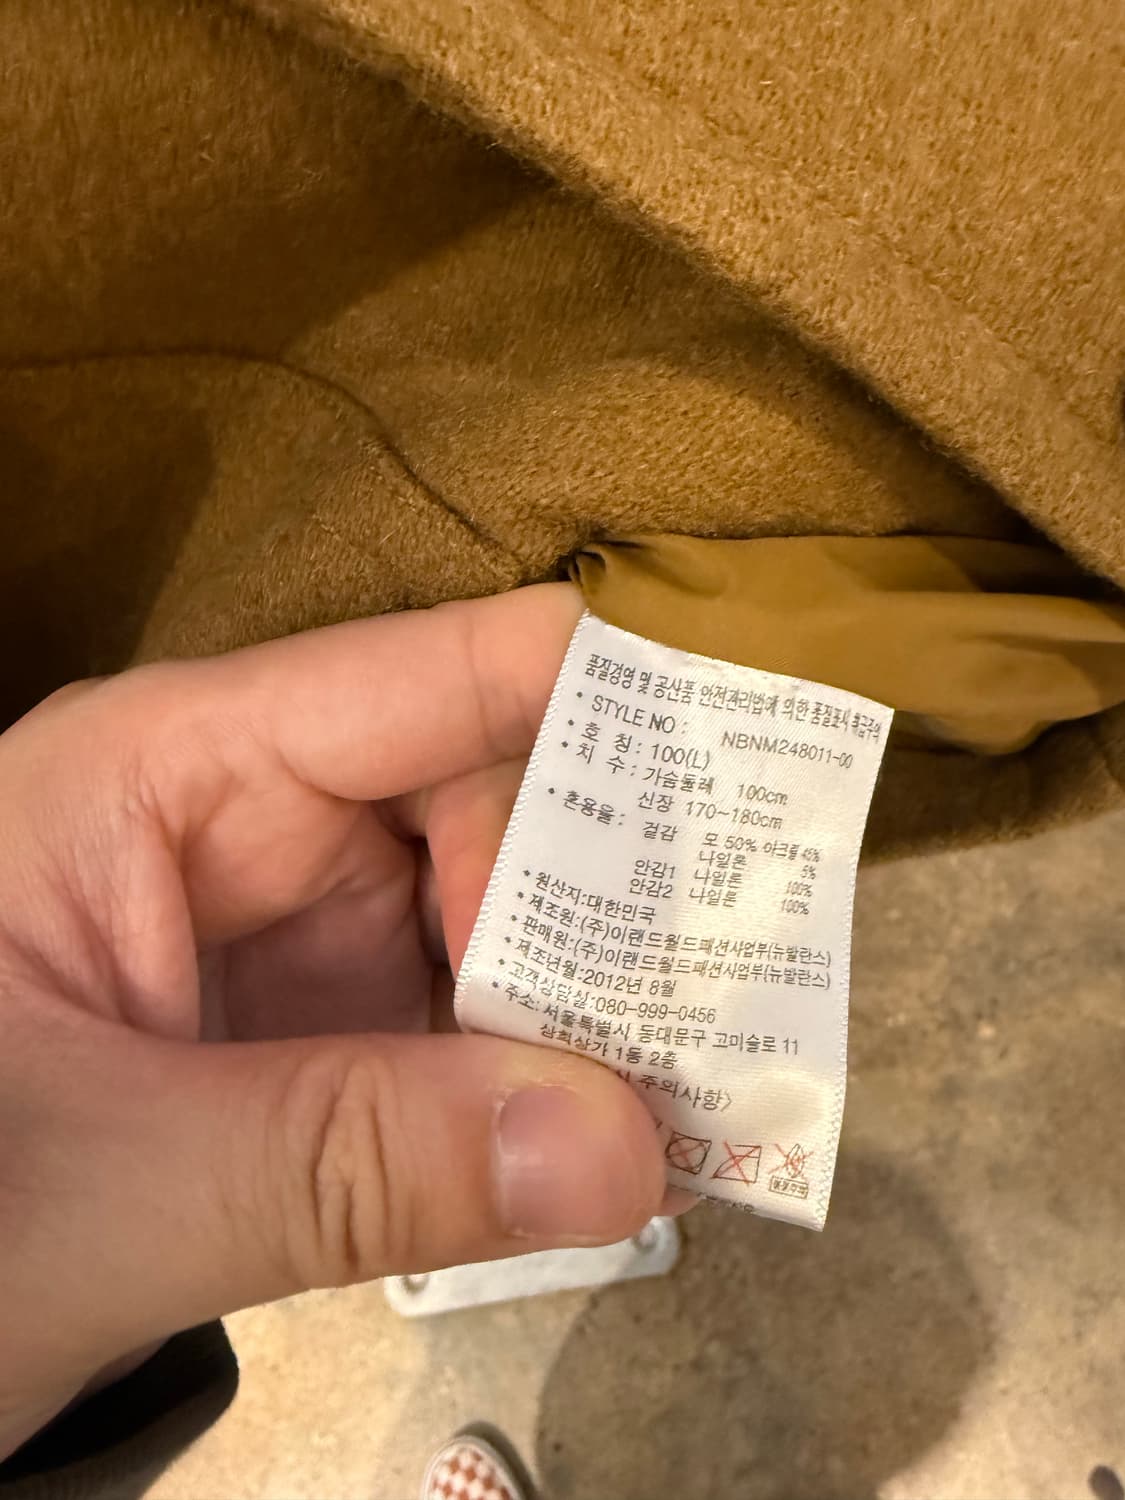 품질경영 및 공산품 안전관리법에 의한 품질표시 취급주의
• STYLE NO : NBNM248011-00
• 호 칭 : 100(L)
• 치 수 : 가슴둘레 100cm
신장 170~180cm
• 혼용율 : 겉감 모 50% 아크릴 45%
나일론 5%
안감1 나일론 100%
안감2 나일론 100%
• 원산지:대한민국
• 제조원:(주)이랜드월드패션사업부(뉴발란스)
• 판매원:(주)이랜드월드패션사업부(뉴발란스)
• 제조년월:2012년 8월
• 고객상담실:080-999-0456
• 주소: 서울특별시 동대문구 고미술로 11
삼희상가 1동 2층
주의사항>